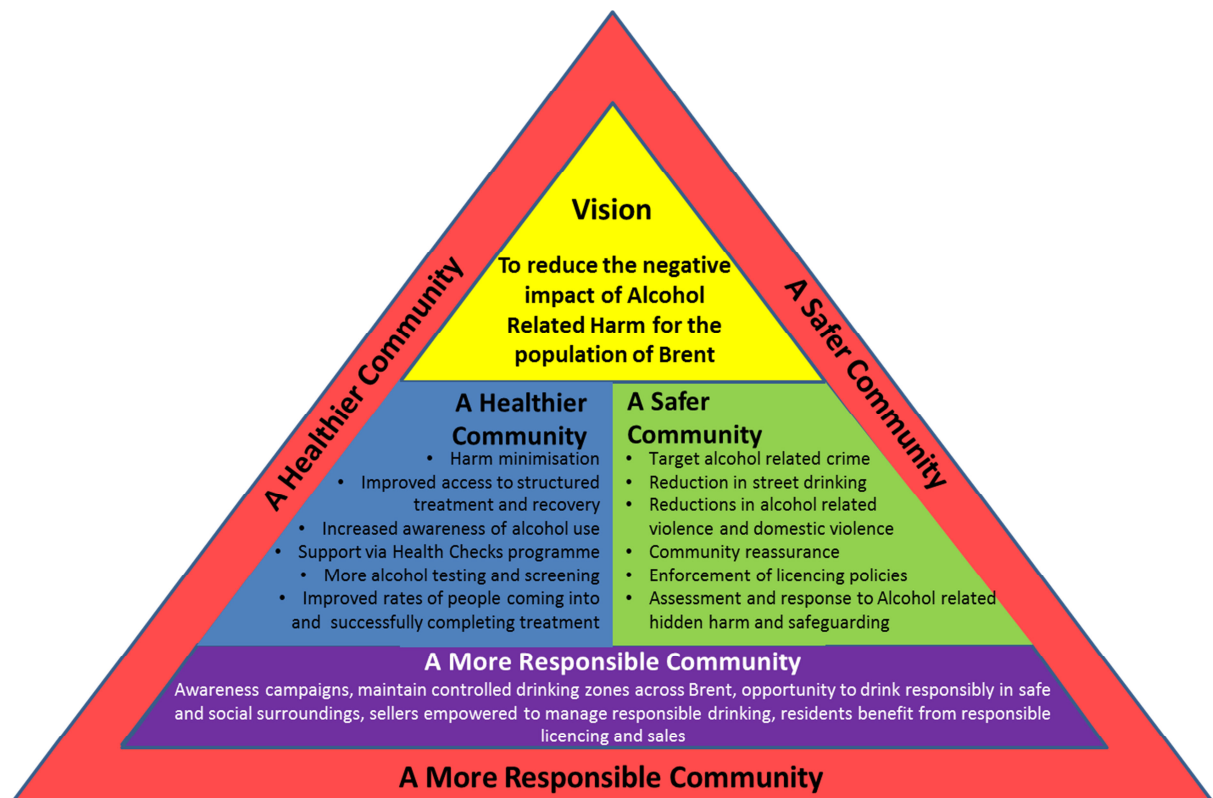 Vision
To reduce the negative
impact of Alcohol
Related Harm for the
population of Brent
A Healthier Community
A Safer Community
A Healthier
Community
• Harm minimisation
• Improved access to structured
treatment and recovery
• Increased awareness of alcohol use
• Support via Health Checks programme
• More alcohol testing and screening
• Improved rates of people coming into
and successfully completing treatment
A Safer
Community
• Target alcohol related crime
• Reduction in street drinking
• Reductions in alcohol related
violence and domestic violence
• Community reassurance
• Enforcement of licencing policies
• Assessment and response to Alcohol related
hidden harm and safeguarding
A More Responsible Community
Awareness campaigns, maintain controlled drinking zones across Brent, opportunity to drink responsibly in safe
and social surroundings, sellers empowered to manage responsible drinking, residents benefit from responsible
licencing and sales
A More Responsible Community